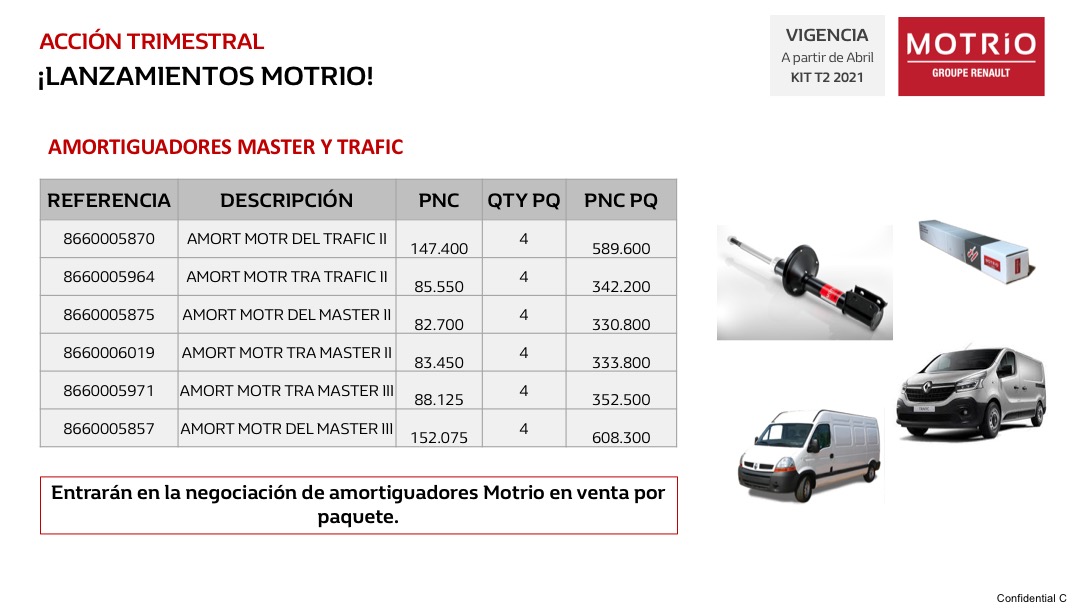 ACCIÓN TRIMESTRAL
¡LANZAMIENTOS MOTRIO!
VIGENCIA
A partir de Abril
KIT T2 2021
MOTRiO
GROUPE RENAULT
AMORTIGUADORES MASTER Y TRAFIC
REFERENCIA DESCRIPCIÓN PNC QTY PQ PNC PQ
8660005870 AMORT MOTR DEL TRAFIC II 147.400 4 589.600
8660005964 AMORT MOTR TRA TRAFIC II 85.550 4 342.200
8660005875 AMORT MOTR DEL MASTER II 82.700 4 330.800
8660006019 AMORT MOTR TRA MASTER II 83.450 4 333.800
8660005971 AMORT MOTR TRA MASTER III 88.125 4 352.500
8660005857 AMORT MOTR DEL MASTER III 152.075 4 608.300
Entrarán en la negociación de amortiguadores Motrio en venta por
paquete.
Confidential C